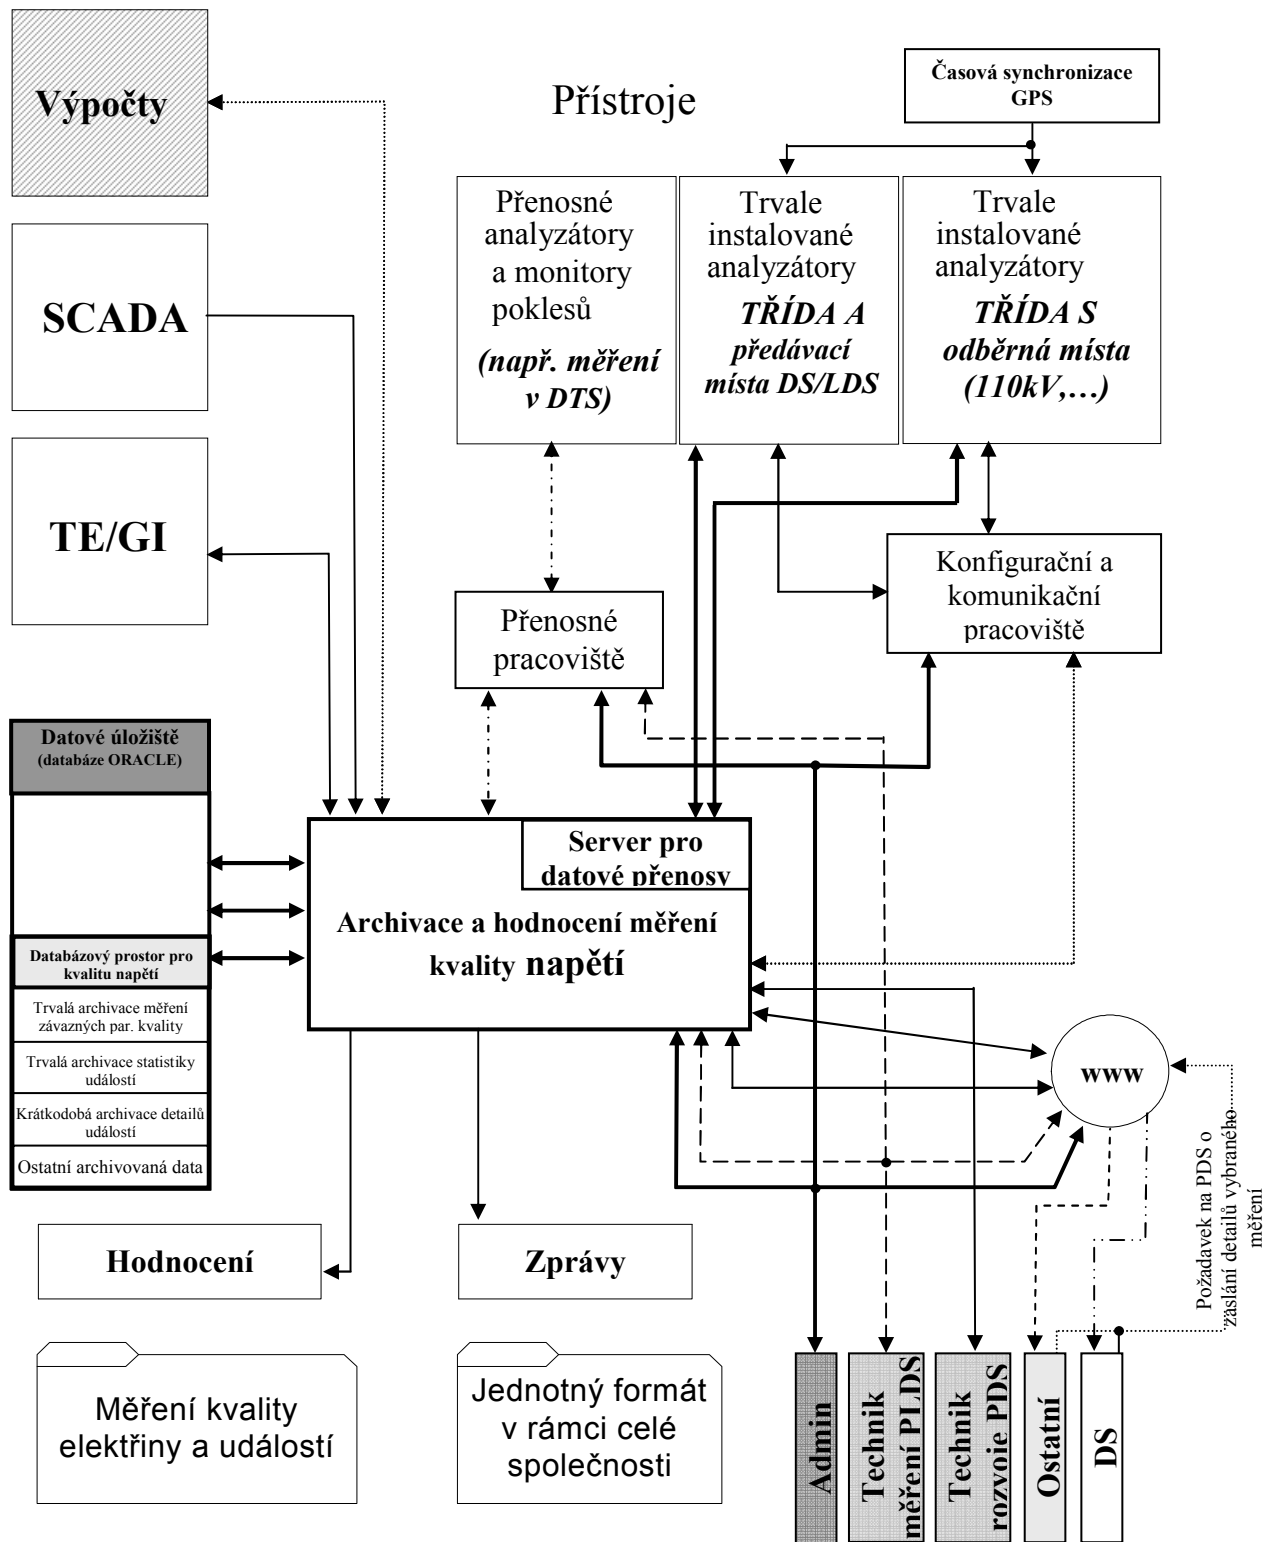 Výpočty
SCADA
TE/GI
Přístroje
Časová synchronizace
GPS
Přenosné
analyzátory
a monitory
poklesů
(např. měření
v DTS)
Trvale
instalované
analyzátory
TŘÍDA A
předávací
místa DS/LDS
Trvale
instalované
analyzátory
TŘÍDA S
odběrná místa
(110kV,…)
Přenosné
pracoviště
Konfigurační a
komunikační
pracoviště
Datové úložiště
(databáze ORACLE)
Databázový prostor pro
kvalitu napětí
Trvalá archivace měření
závazných par. kvality
Trvalá archivace statistiky
událostí
Krátkodobá archivace detailů
událostí
Ostatní archivovaná data
Server pro
datové přenosy
Archivace a hodnocení měření
kvality napětí
www
Požadavek na PDS o
zaslání detailů vybraného
měření
Hodnocení
Zprávy
Měření kvality
elektřiny a událostí
Jednotný formát
v rámci celé
společnosti
Admin
Technik
měření PLDS
Technik
rozvoje PDS
Ostatní
DS